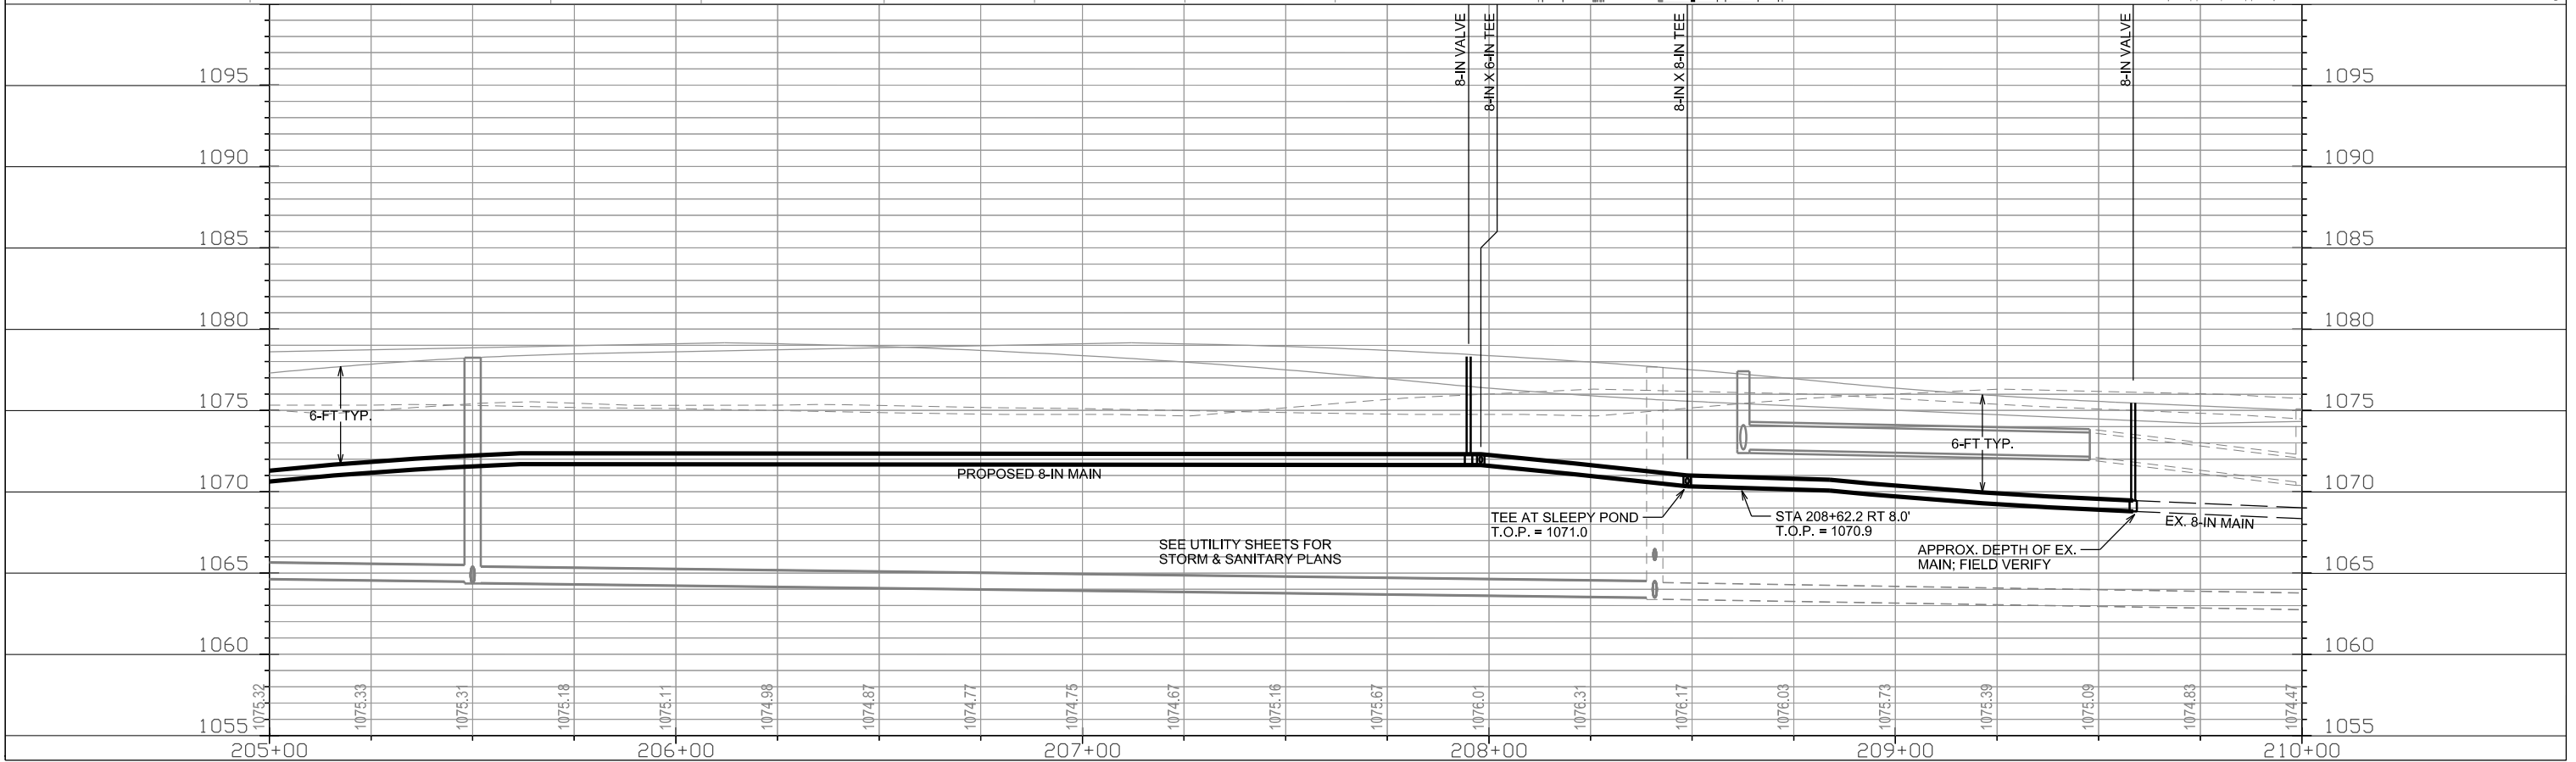 8-IN VALVE
8-IN X 6-IN TEE
8-IN X 8-IN TEE
8-IN VALVE
1095
1095
1090
1090
1085
1085
1080
1080
1075
1075
6-FT TYP.
6-FT TYP.
1070
1070
PROPOSED 8-IN MAIN
TEE AT SLEEPY POND
T.O.P. = 1071.0
STA 208+62.2 RT 8.0'
T.O.P. = 1070.9
EX. 8-IN MAIN
SEE UTILITY SHEETS FOR
STORM & SANITARY PLANS
APPROX. DEPTH OF EX.
MAIN; FIELD VERIFY
1065
1065
1060
1060
1055
1055
1075.32
1075.33
1075.31
1075.18
1075.11
1074.98
1074.87
1074.77
1074.75
1074.67
1075.16
1075.67
1076.01
1076.31
1076.17
1076.03
1075.73
1075.39
1075.09
1074.83
1074.47
205+00
206+00
207+00
208+00
209+00
210+00